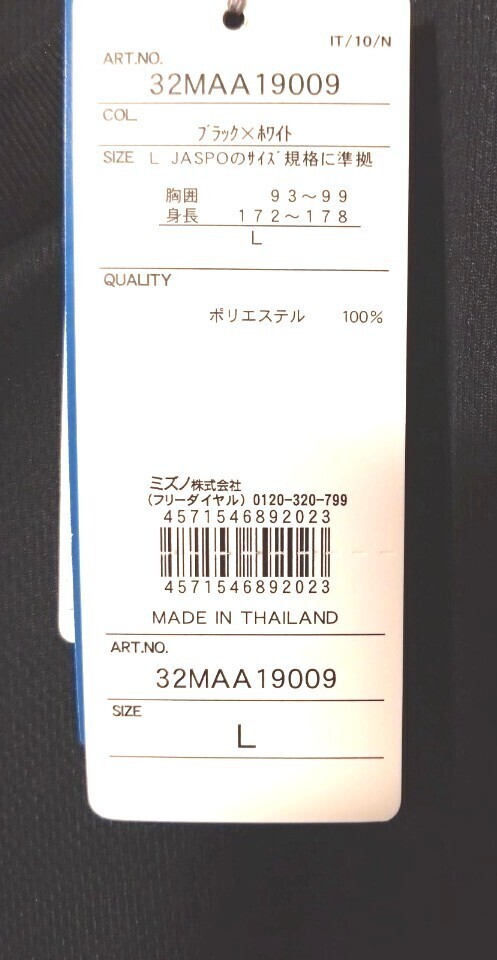 IT/10/N
ART.NO.
32MAA19009
COL.
ﾌﾞﾗｯｸ×ﾎﾜｲﾄ
SIZE L JASPOのｻｲｽﾞ規格に準拠
胸囲 93～99
身長 172～178
L
QUALITY
ポリエステル 100%
ミズノ株式会社
(フリーダイヤル) 0120-320-799
4571546892023
4571546892023
MADE IN THAILAND
ART.NO.
32MAA19009
SIZE
L